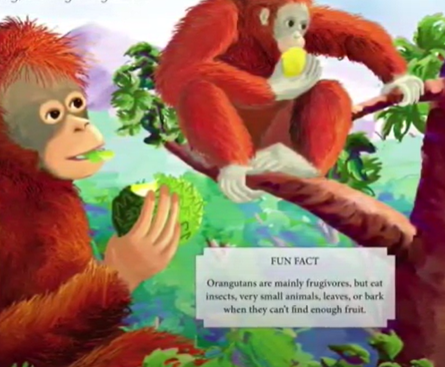 FUN FACT
Orangutans are mainly frugivores, but eat
insects, very small animals, leaves, or bark
when they can't find enough fruit.